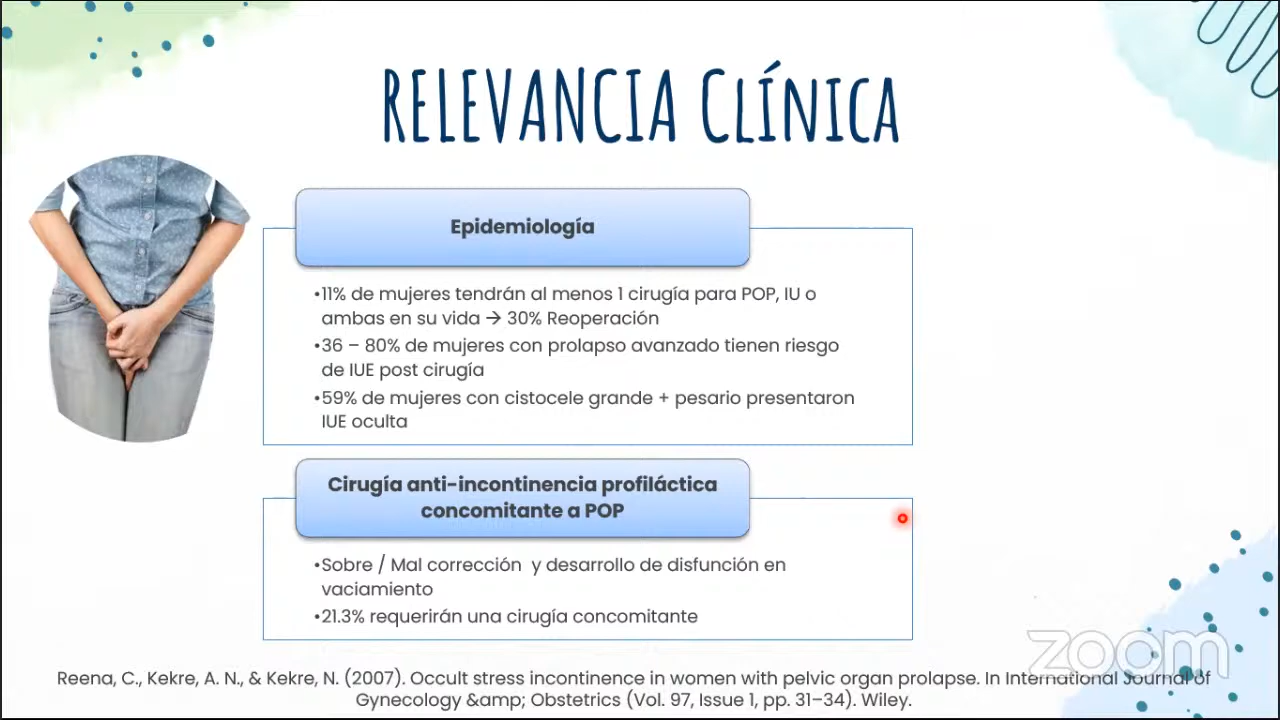 RELEVANCIA CLÍNICA
Epidemiología
•11% de mujeres tendrán al menos 1 cirugía para POP, IU o
ambas en su vida → 30% Reoperación
•36 – 80% de mujeres con prolapso avanzado tienen riesgo
de IUE post cirugía
•59% de mujeres con cistocele grande + pesario presentaron
IUE oculta
Cirugía anti-incontinencia profiláctica
concomitante a POP
•Sobre / Mal corrección y desarrollo de disfunción en
vaciamiento
•21.3% requerirán una cirugía concomitante
zoom
Reena, C., Kekre, A. N., & Kekre, N. (2007). Occult stress incontinence in women with pelvic organ prolapse. In International Journal of
Gynecology &amp; Obstetrics (Vol. 97, Issue 1, pp. 31–34). Wiley.